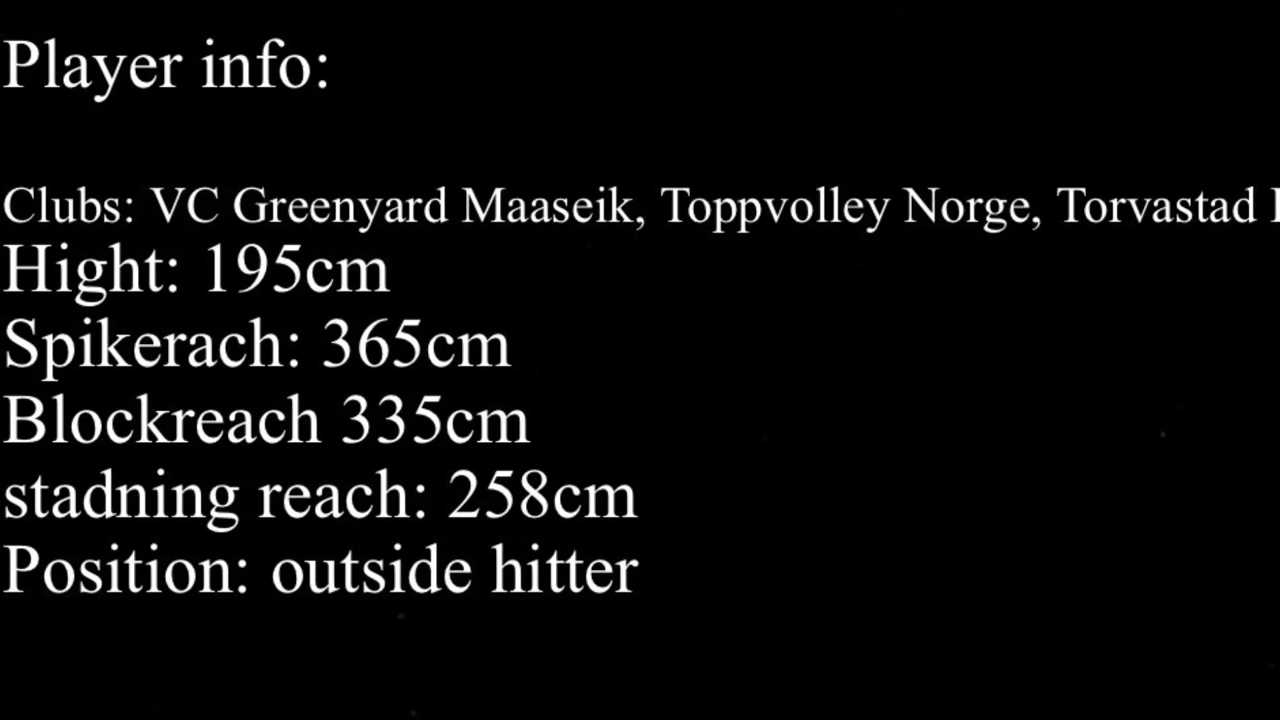 Player info:
Clubs: VC Greenyard Maaseik, Toppvolley Norge, Torvastad
Hight: 195cm
Spikerach: 365cm
Blockreach 335cm
stadning reach: 258cm
Position: outside hitter